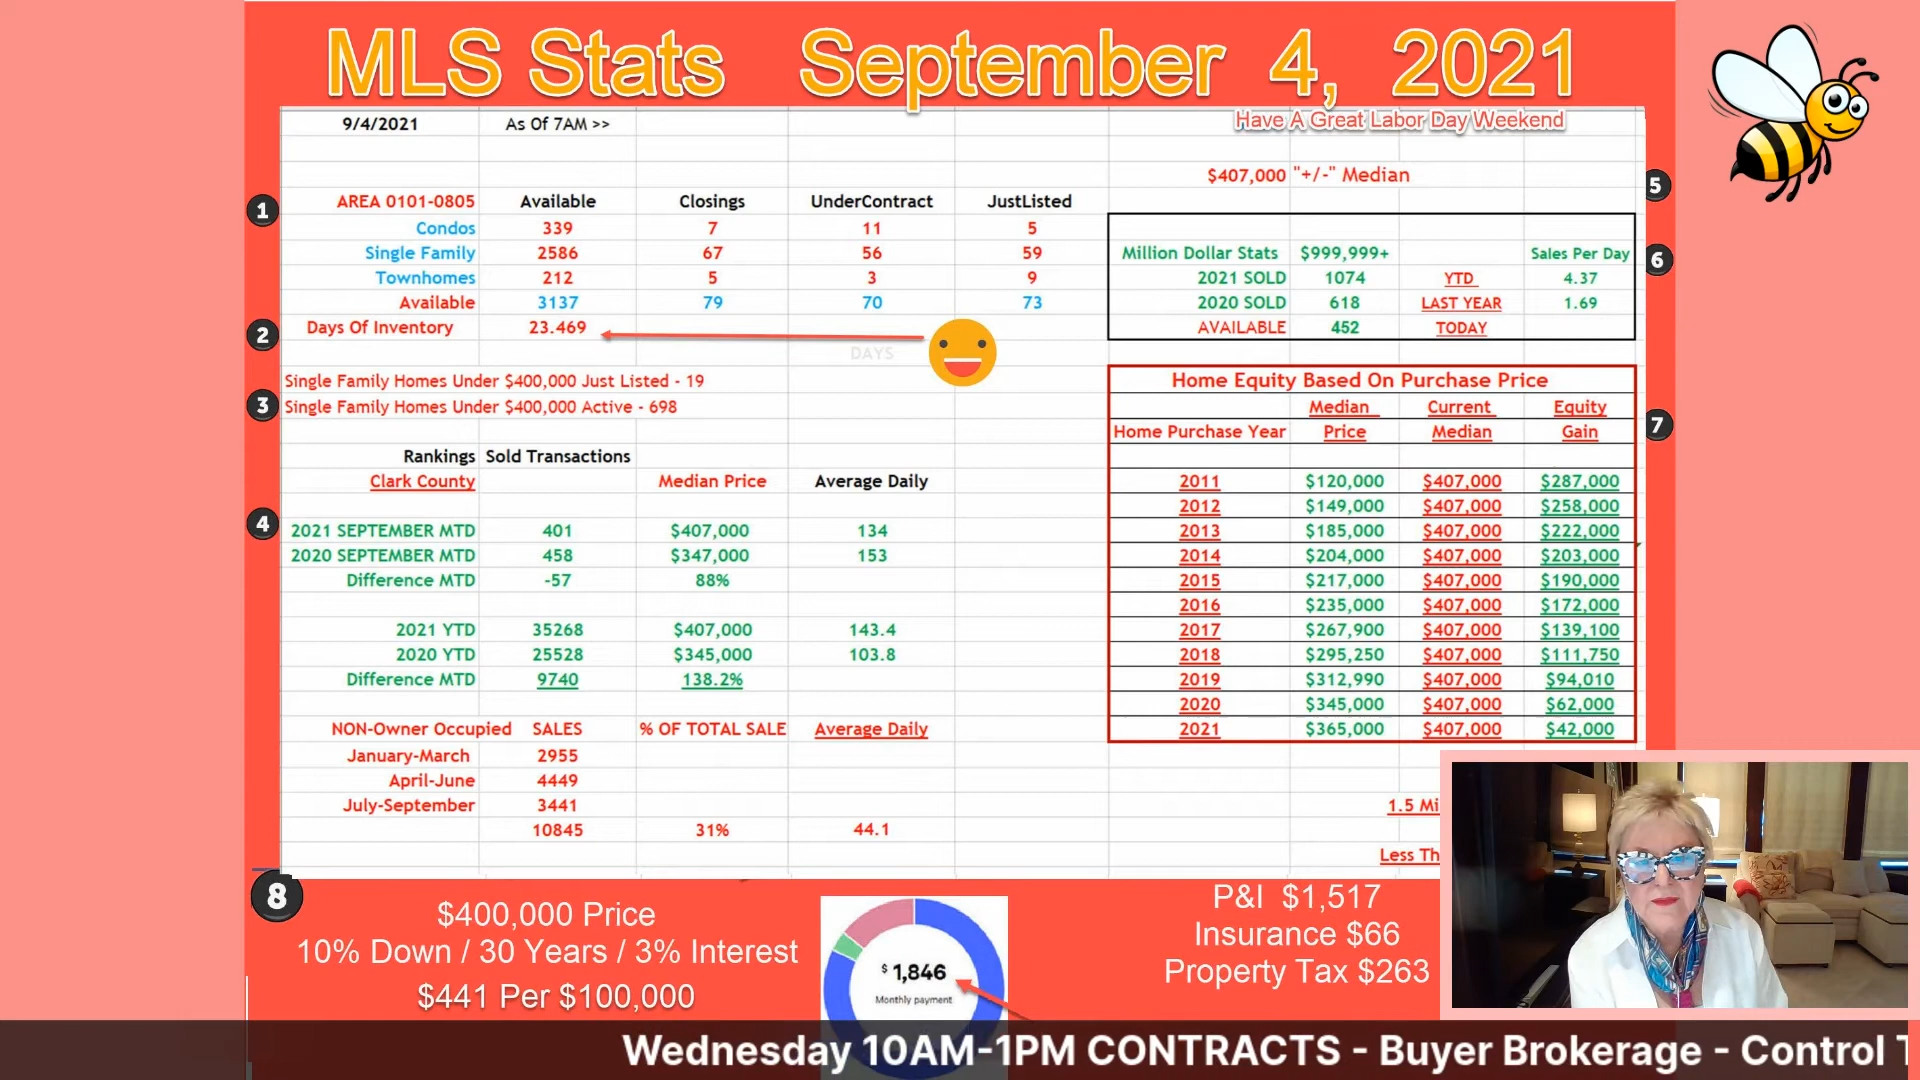 MLS Stats September 4, 2021
9/4/2021 As Of 7AM >>
Have A Great Labor Day Weekend
$407,000 "+/-" Median
5
1
AREA 0101-0805 Available Closings UnderContract JustListed
Condos 339 7 11 5
Single Family 2586 67 56 59
Townhomes 212 5 3 9
Available 3137 79 70 73
2
Days Of Inventory 23.469
DAYS
Million Dollar Stats $999,999+ Sales Per Day
6
2021 SOLD 1074 YTD 4.37
2020 SOLD 618 LAST YEAR 1.69
AVAILABLE 452 TODAY
Single Family Homes Under $400,000 Just Listed - 19
3
Single Family Homes Under $400,000 Active - 698
Rankings Sold Transactions
Clark County Median Price Average Daily
4
2021 SEPTEMBER MTD 401 $407,000 134
2020 SEPTEMBER MTD 458 $347,000 153
Difference MTD -57 88%
2021 YTD 35268 $407,000 143.4
2020 YTD 25528 $345,000 103.8
Difference MTD 9740 138.2%
NON-Owner Occupied SALES % OF TOTAL SALE Average Daily
January-March 2955
April-June 4449
July-September 3441
10845 31% 44.1
Home Equity Based On Purchase Price
Median Current Equity
7
Home Purchase Year Price Median Gain
2011 $120,000 $407,000 $287,000
2012 $149,000 $407,000 $258,000
2013 $185,000 $407,000 $222,000
2014 $204,000 $407,000 $203,000
2015 $217,000 $407,000 $190,000
2016 $235,000 $407,000 $172,000
2017 $267,900 $407,000 $139,100
2018 $295,250 $407,000 $111,750
2019 $312,990 $407,000 $94,010
2020 $345,000 $407,000 $62,000
2021 $365,000 $407,000 $42,000
1.5 Mi
Less Th
8
$400,000 Price
10% Down / 30 Years / 3% Interest
$441 Per $100,000
$1,846
Monthly payment
P&I $1,517
Insurance $66
Property Tax $263
Wednesday 10AM-1PM CONTRACTS - Buyer Brokerage - Control